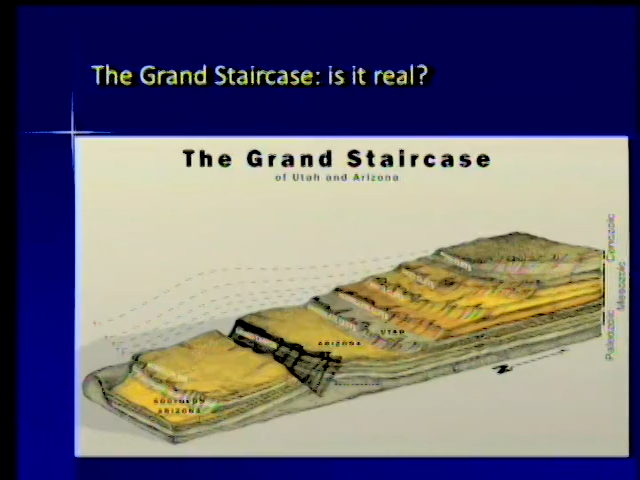 The Grand Staircase: is it real?
The Grand Staircase
of Utah and Arizona
Cenozoic
Mesozoic
Paleozoic
UTAH
ARIZONA
SOUTHERN
ARIZONA
N